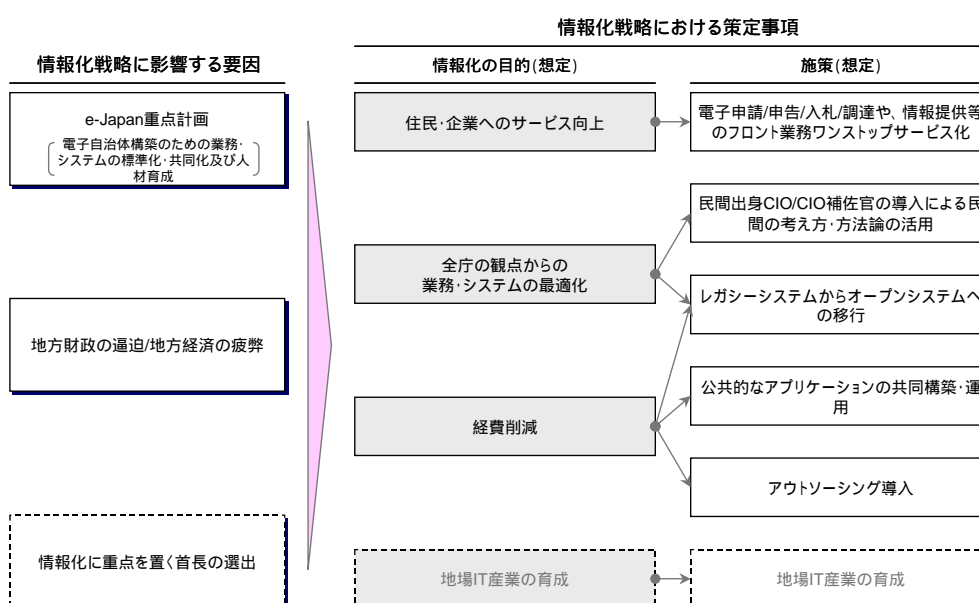 情報化戦略における策定事項
情報化戦略に影響する要因
情報化の目的(想定)
施策(想定)
e-Japan重点計画
電子自治体構築のための業務・
システムの標準化・共同化及び人
材育成
地方財政の逼迫/地方経済の疲弊
情報化に重点を置く首長の選出
住民・企業へのサービス向上
全庁の観点からの
業務・システムの最適化
経費削減
地場IT産業の育成
電子申請/申告/入札/調達や、情報提供等
のフロント業務ワンストップサービス化
民間出身CIO/CIO補佐官の導入による民
間の考え方・方法論の活用
レガシーシステムからオープンシステムへ
の移行
公共的なアプリケーションの共同構築・運
用
アウトソーシング導入
地場IT産業の育成